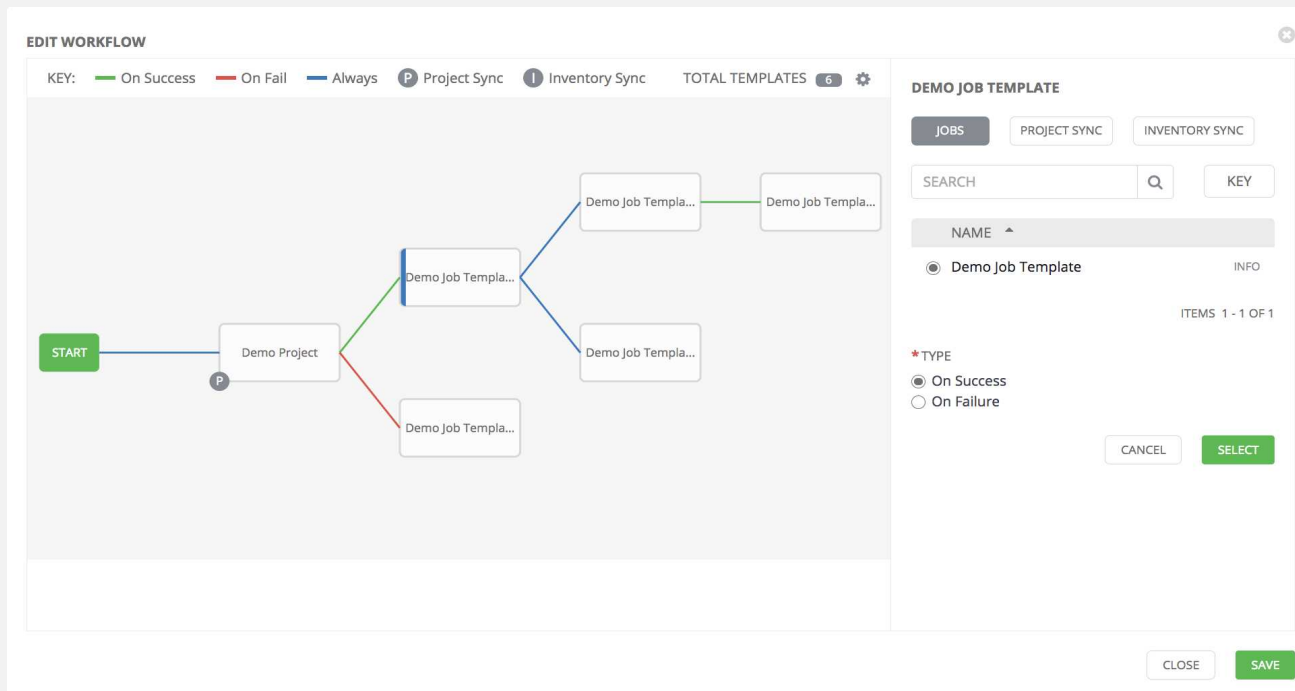 EDIT WORKFLOW
KEY: On Success On Fail Always P Project Sync I Inventory Sync TOTAL TEMPLATES 6
Demo Job Templa... Demo Job Templa...
Demo Job Templa...
START Demo Project Demo Job Templa...
P
Demo Job Templa...
DEMO JOB TEMPLATE
JOBS PROJECT SYNC INVENTORY SYNC
SEARCH KEY
NAME
Demo Job Template INFO
ITEMS 1 - 1 OF 1
* TYPE
On Success
On Failure
CANCEL SELECT
CLOSE SAVE